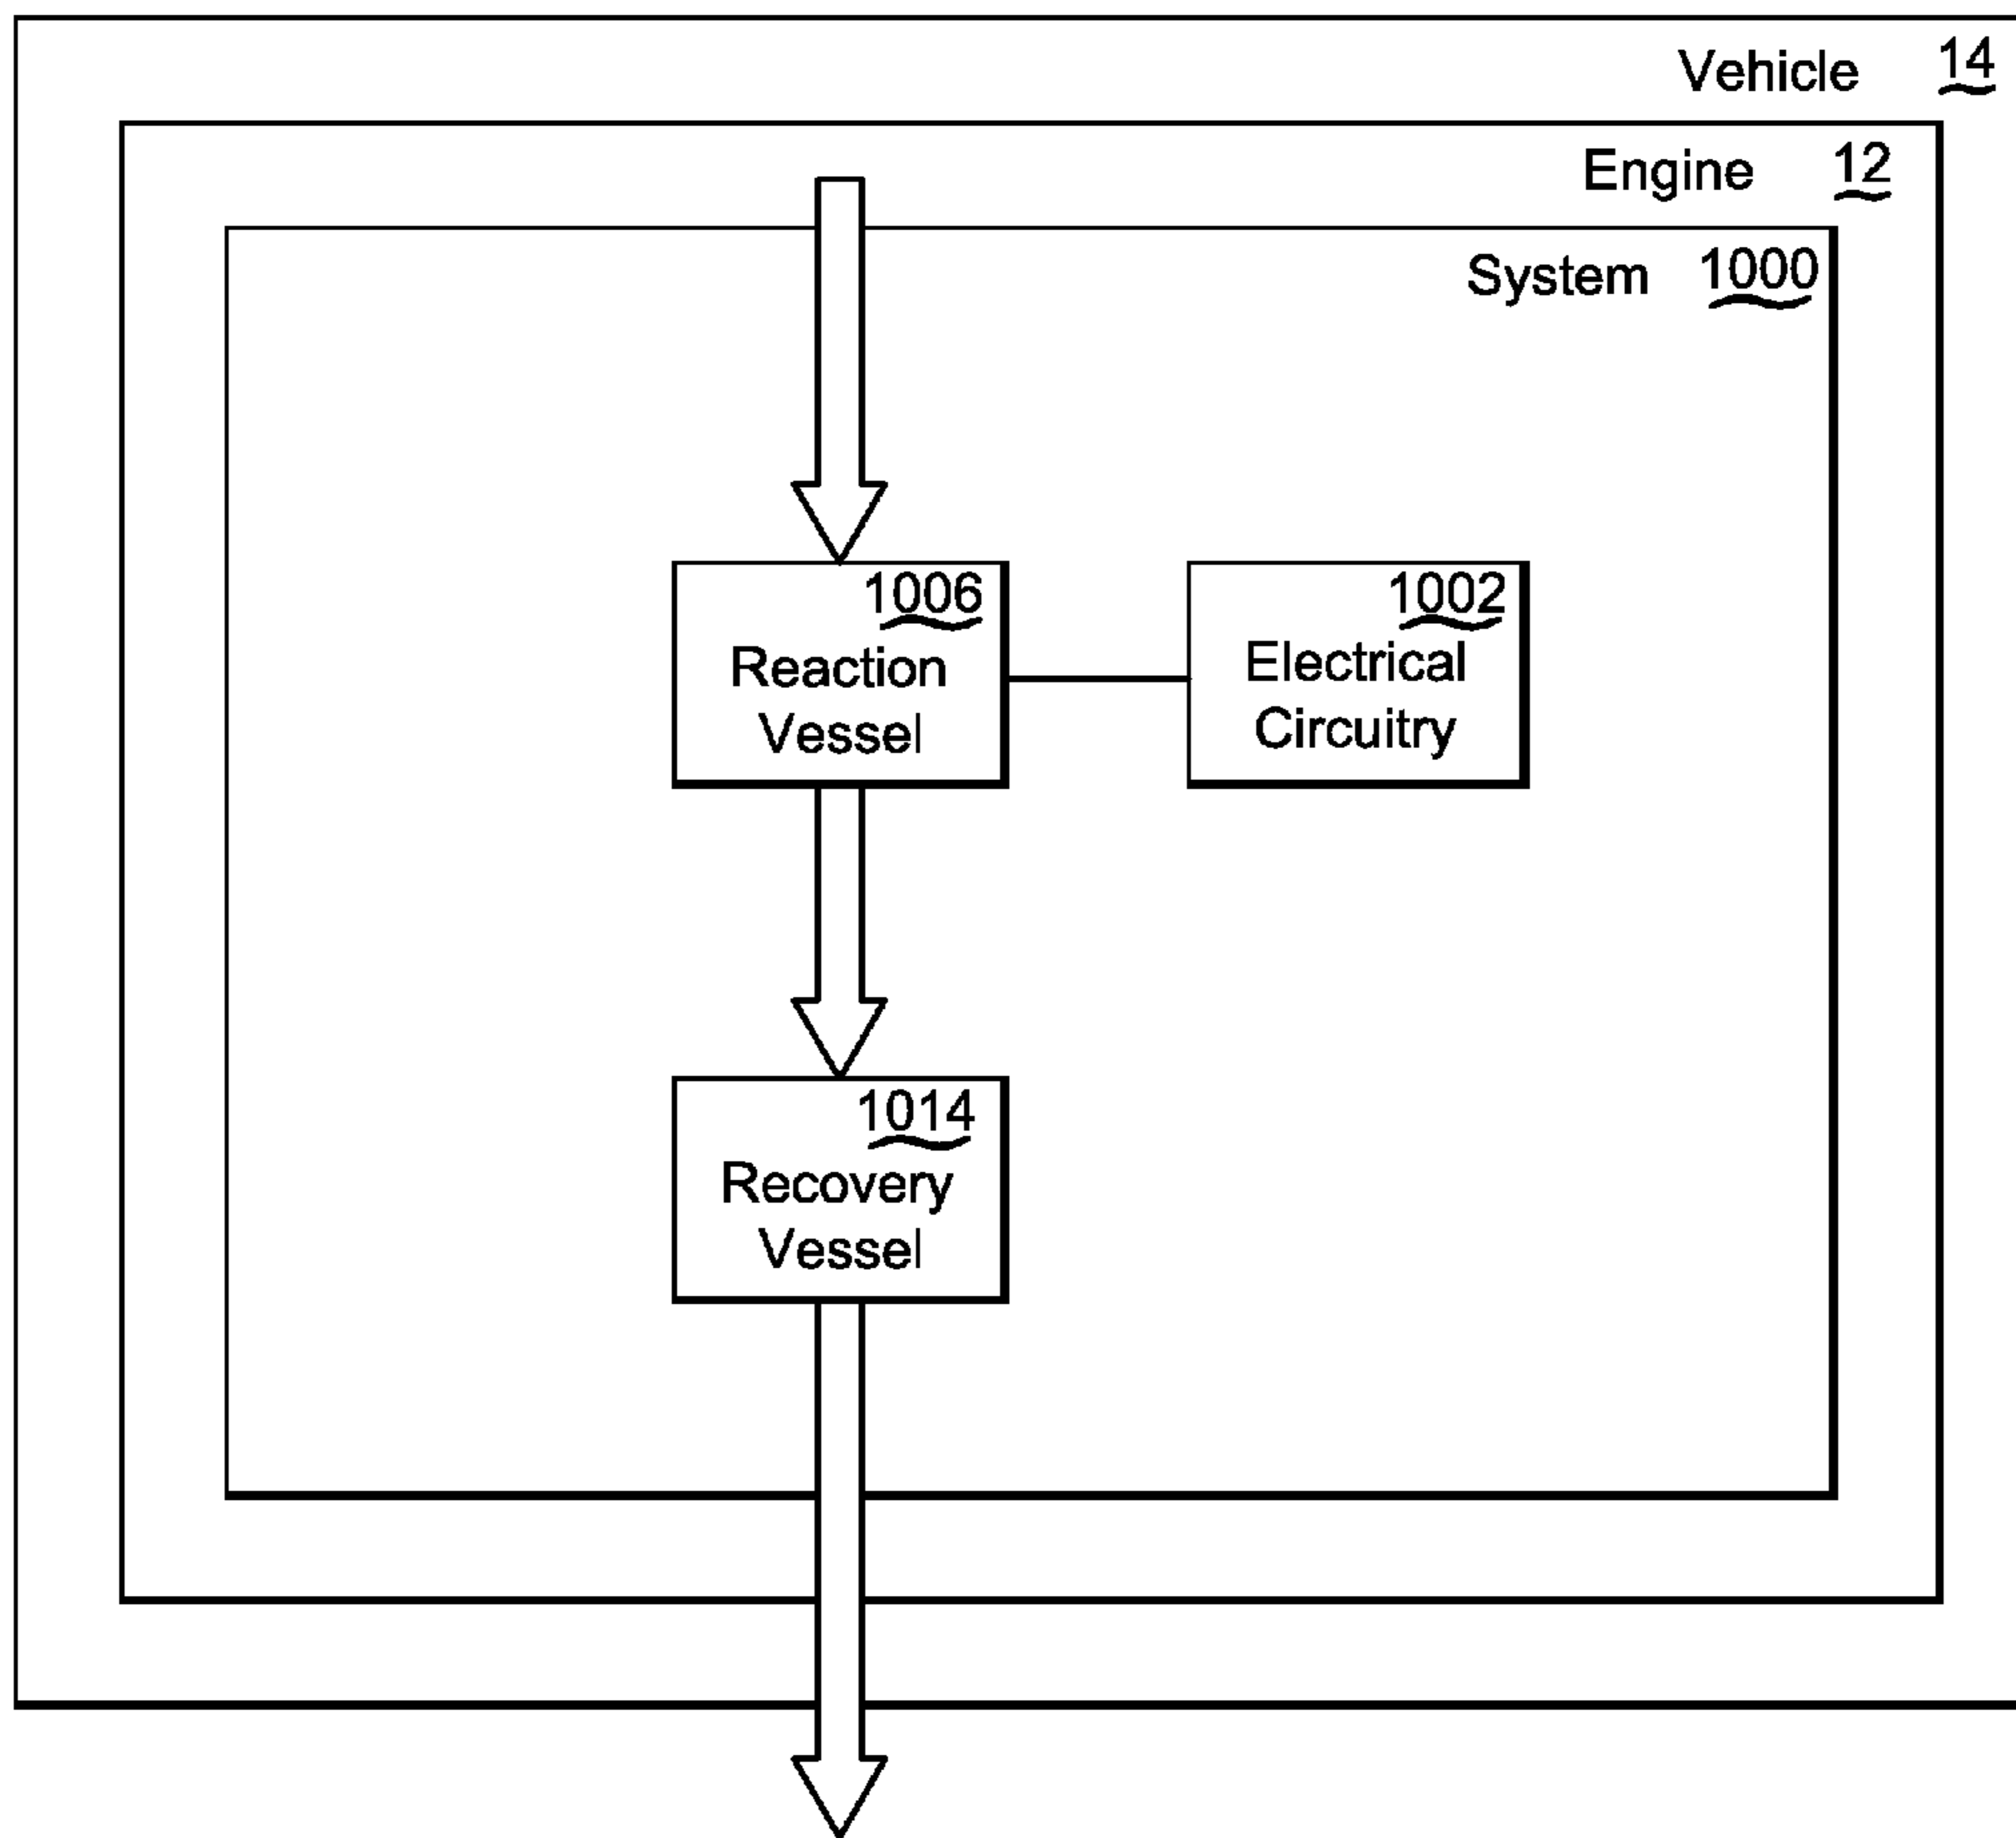 Vehicle 14
Engine 12
System 1000
1006
Reaction
Vessel
1002
Electrical
Circuitry
1014
Recovery
Vessel